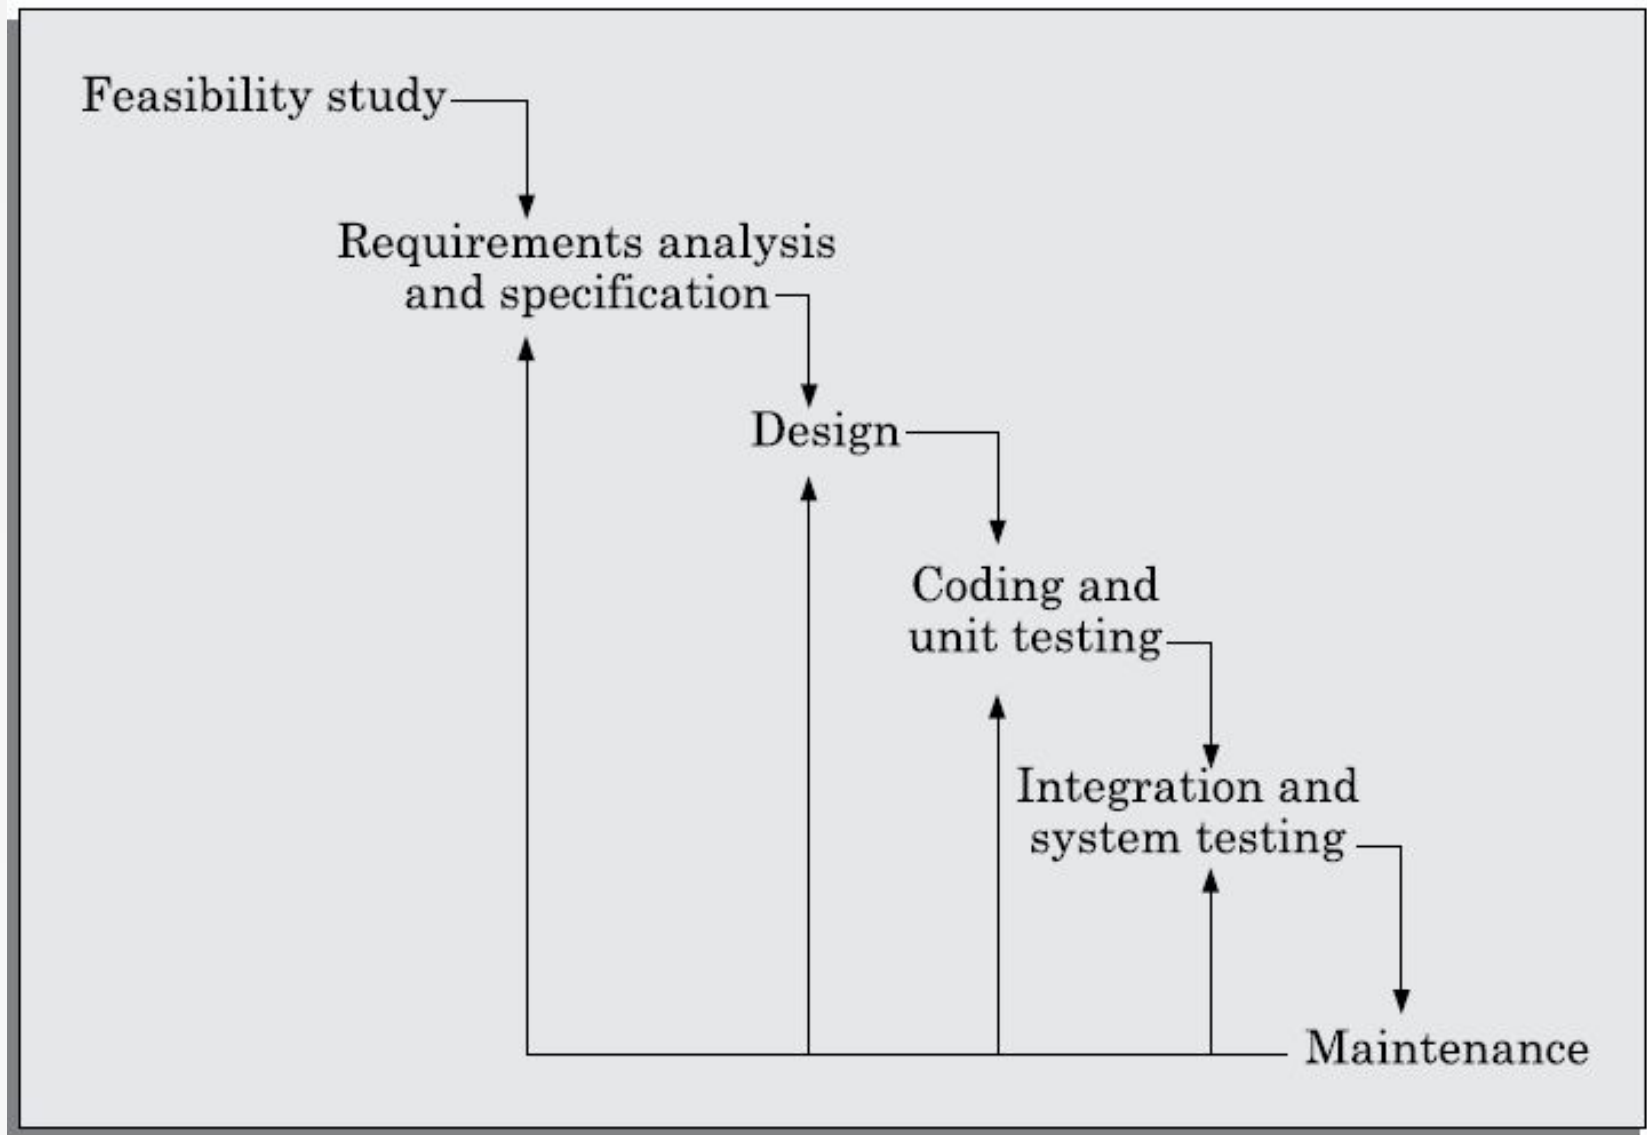 Feasibility study
Requirements analysis
and specification
Design
Coding and
unit testing
Integration and
system testing
Maintenance